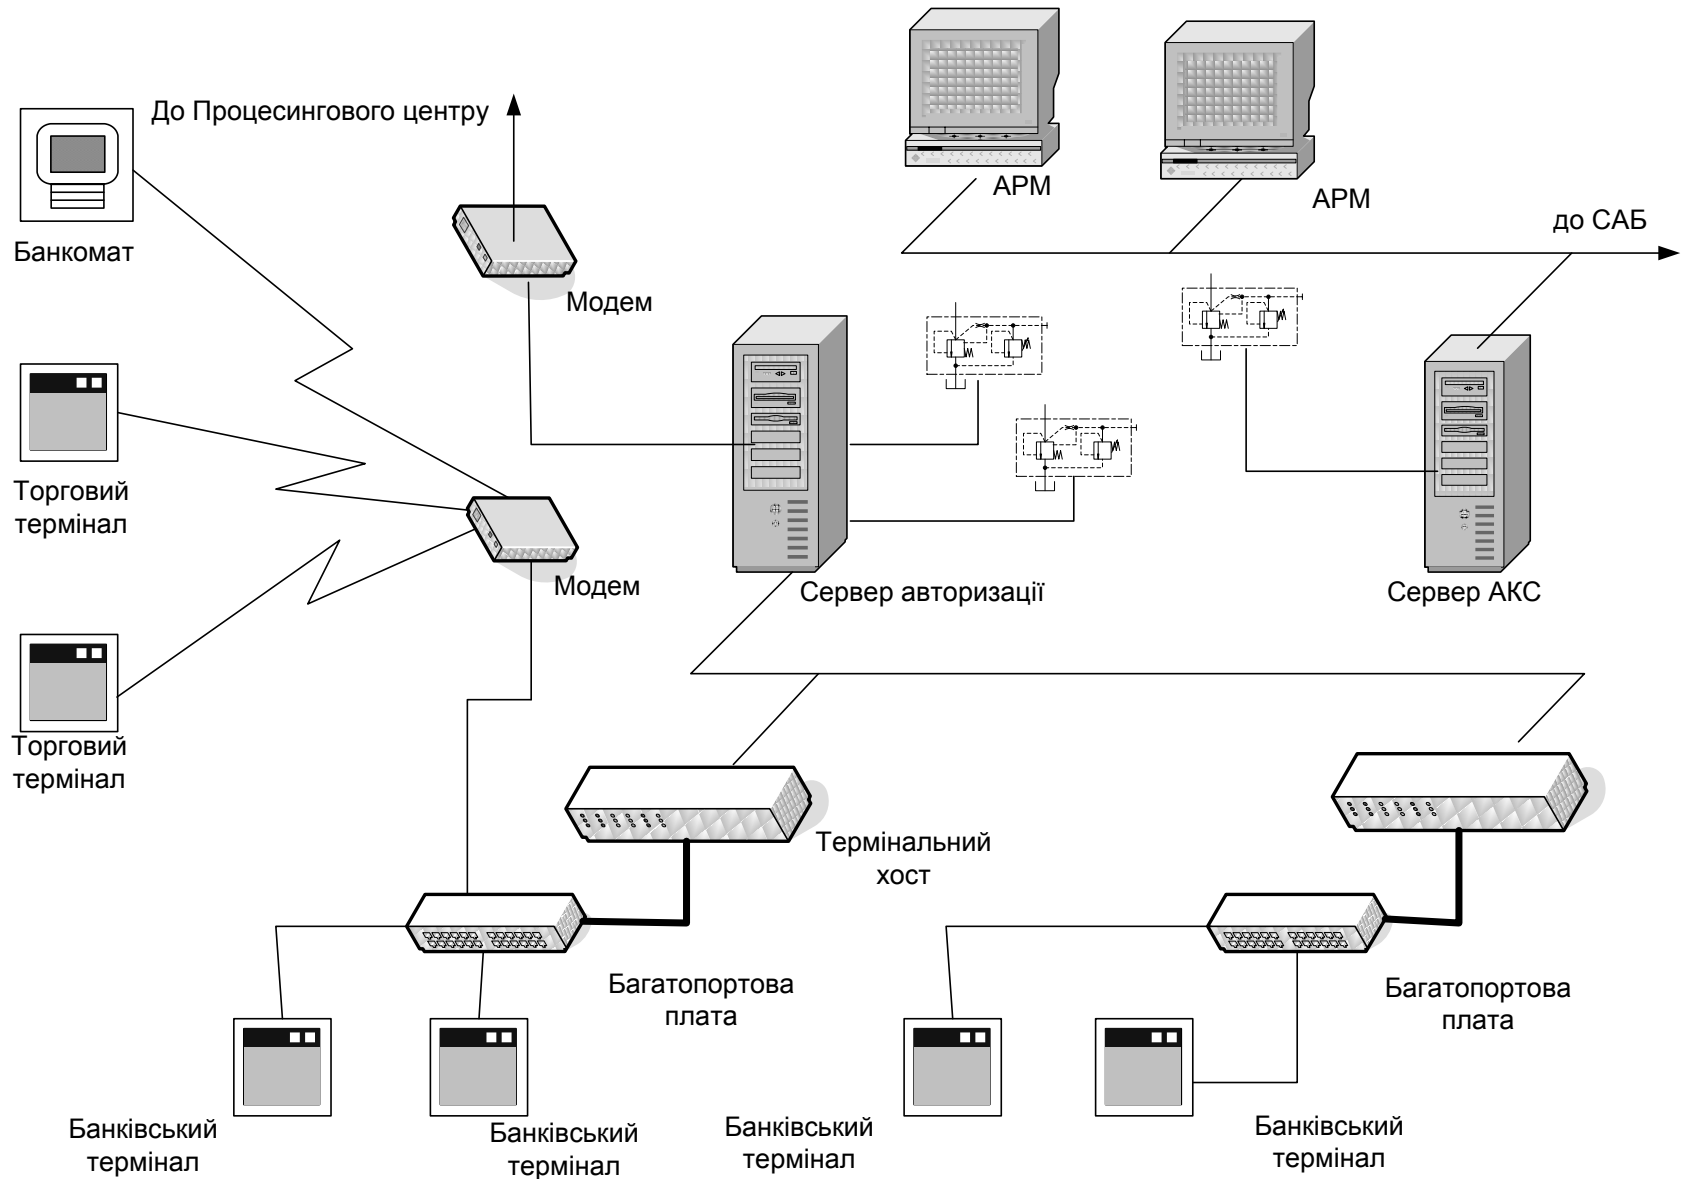 До Процесингового центру
Банкомат
АРМ
АРМ
до САБ
Модем
Торговий
термінал
Модем
Сервер авторизації
Сервер АКС
Торговий
термінал
Термінальний
хост
Багатопортова
плата
Багатопортова
плата
Банківський
термінал
Банківський
термінал
Банківський
термінал
Банківський
термінал